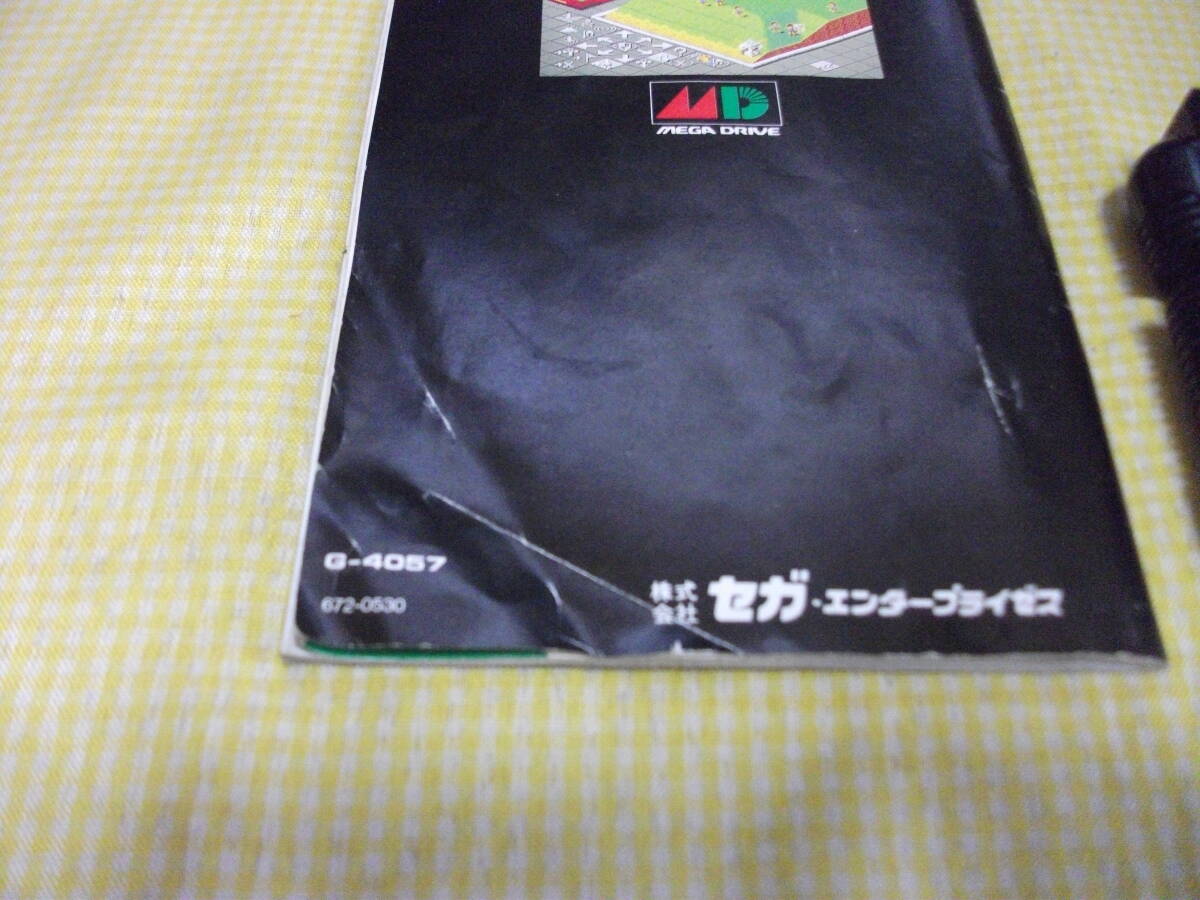 MD
MEGA DRIVE
G-4057
672-0530
株式会社 セガ・エンタープライゼス